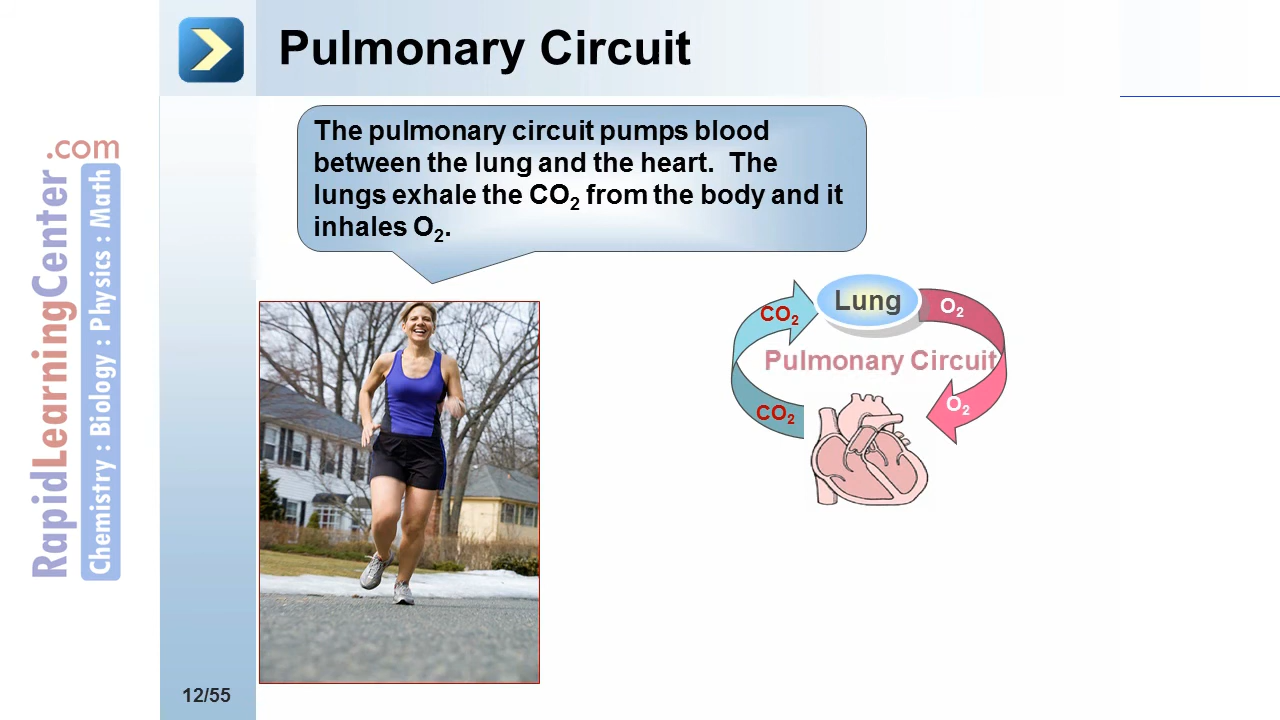 Pulmonary Circuit
The pulmonary circuit pumps blood
between the lung and the heart.  The
lungs exhale the CO₂ from the body and it
inhales O₂.
RapidLearningCenter.com
Chemistry : Biology : Physics : Math
Lung
CO₂
O₂
Pulmonary Circuit
CO₂
O₂
12/55